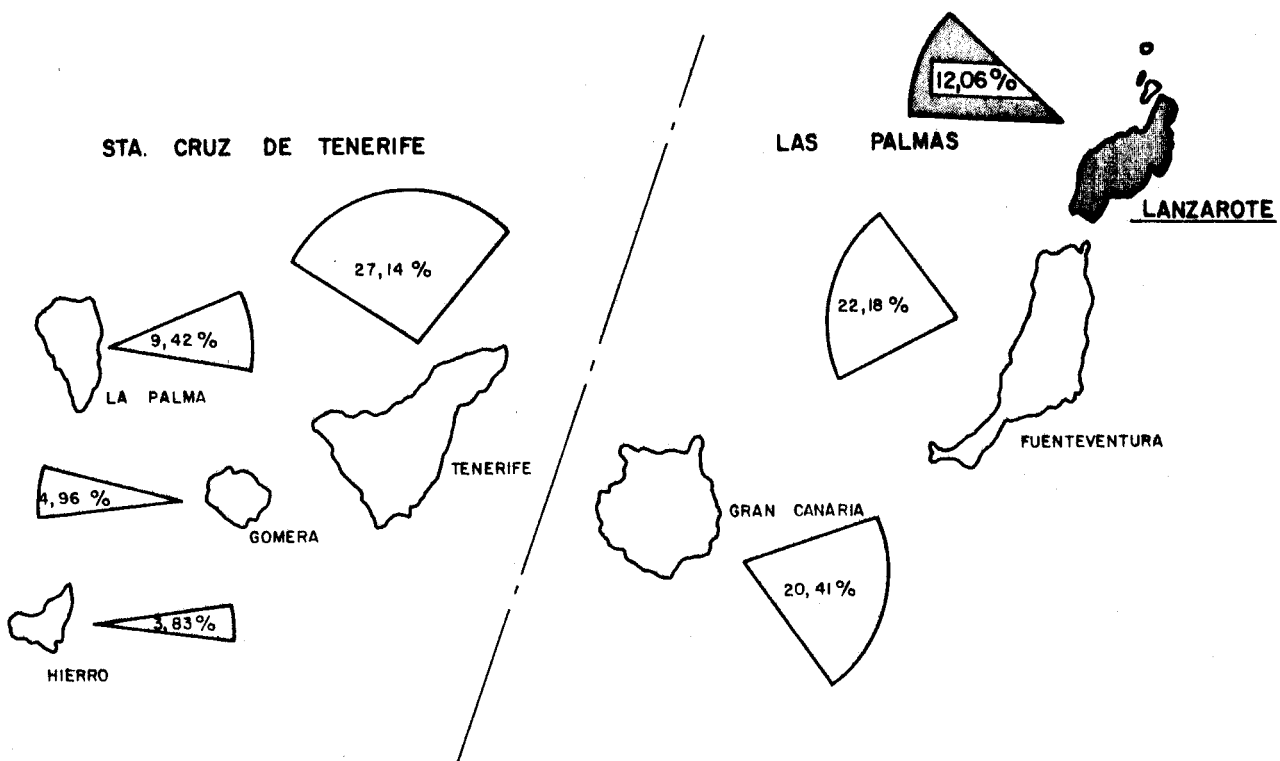 12,06%
STA. CRUZ DE TENERIFE
LAS PALMAS
LANZAROTE
27,14 %
22,18 %
9,42 %
LA PALMA
FUENTEVENTURA
TENERIFE
4,96 %
GOMERA
GRAN CANARIA
20,41 %
3,83 %
HIERRO